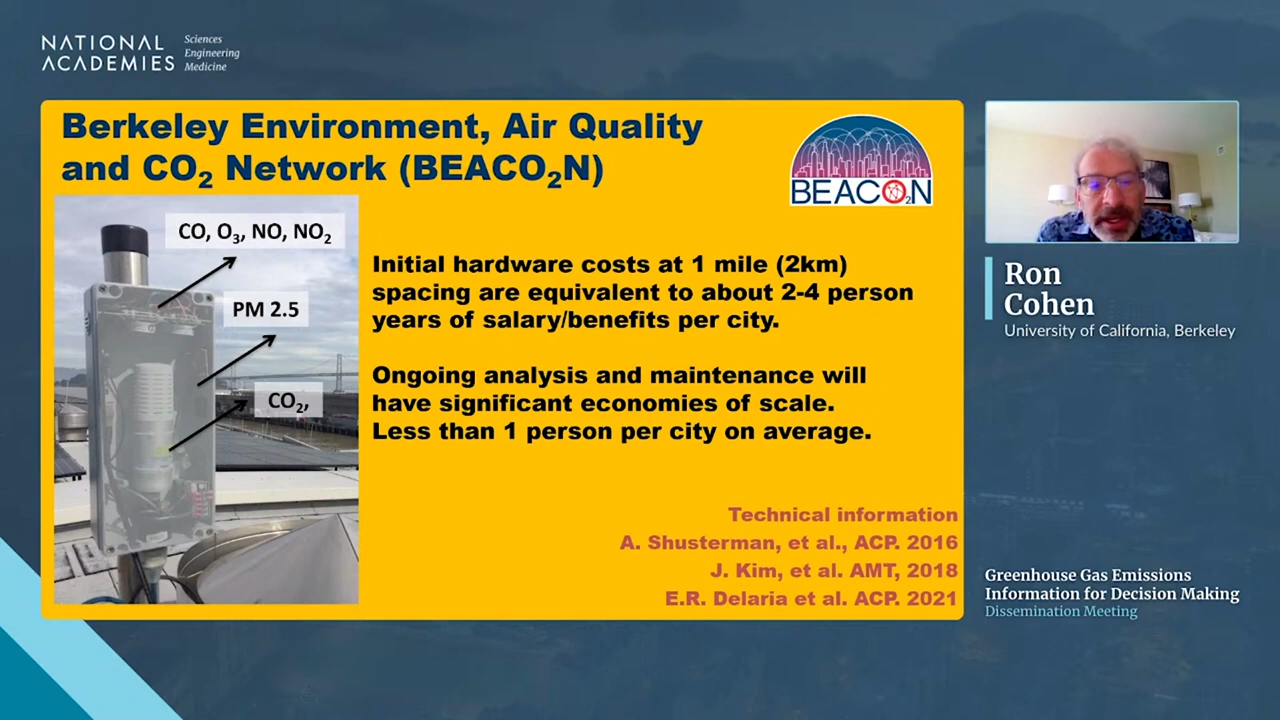 NATIONAL
ACADEMIES
Sciences
Engineering
Medicine
Berkeley Environment, Air Quality
and CO₂ Network (BEACO₂N)
BEACO₂N
CO, O₃, NO, NO₂
PM 2.5
CO₂,
Initial hardware costs at 1 mile (2km)
spacing are equivalent to about 2-4 person
years of salary/benefits per city.
Ongoing analysis and maintenance will
have significant economies of scale.
Less than 1 person per city on average.
Technical information
A. Shusterman, et al., ACP. 2016
J. Kim, et al. AMT, 2018
E.R. Delaria et al. ACP. 2021
Ron
Cohen
University of California, Berkeley
Greenhouse Gas Emissions
Information for Decision Making
Dissemination Meeting